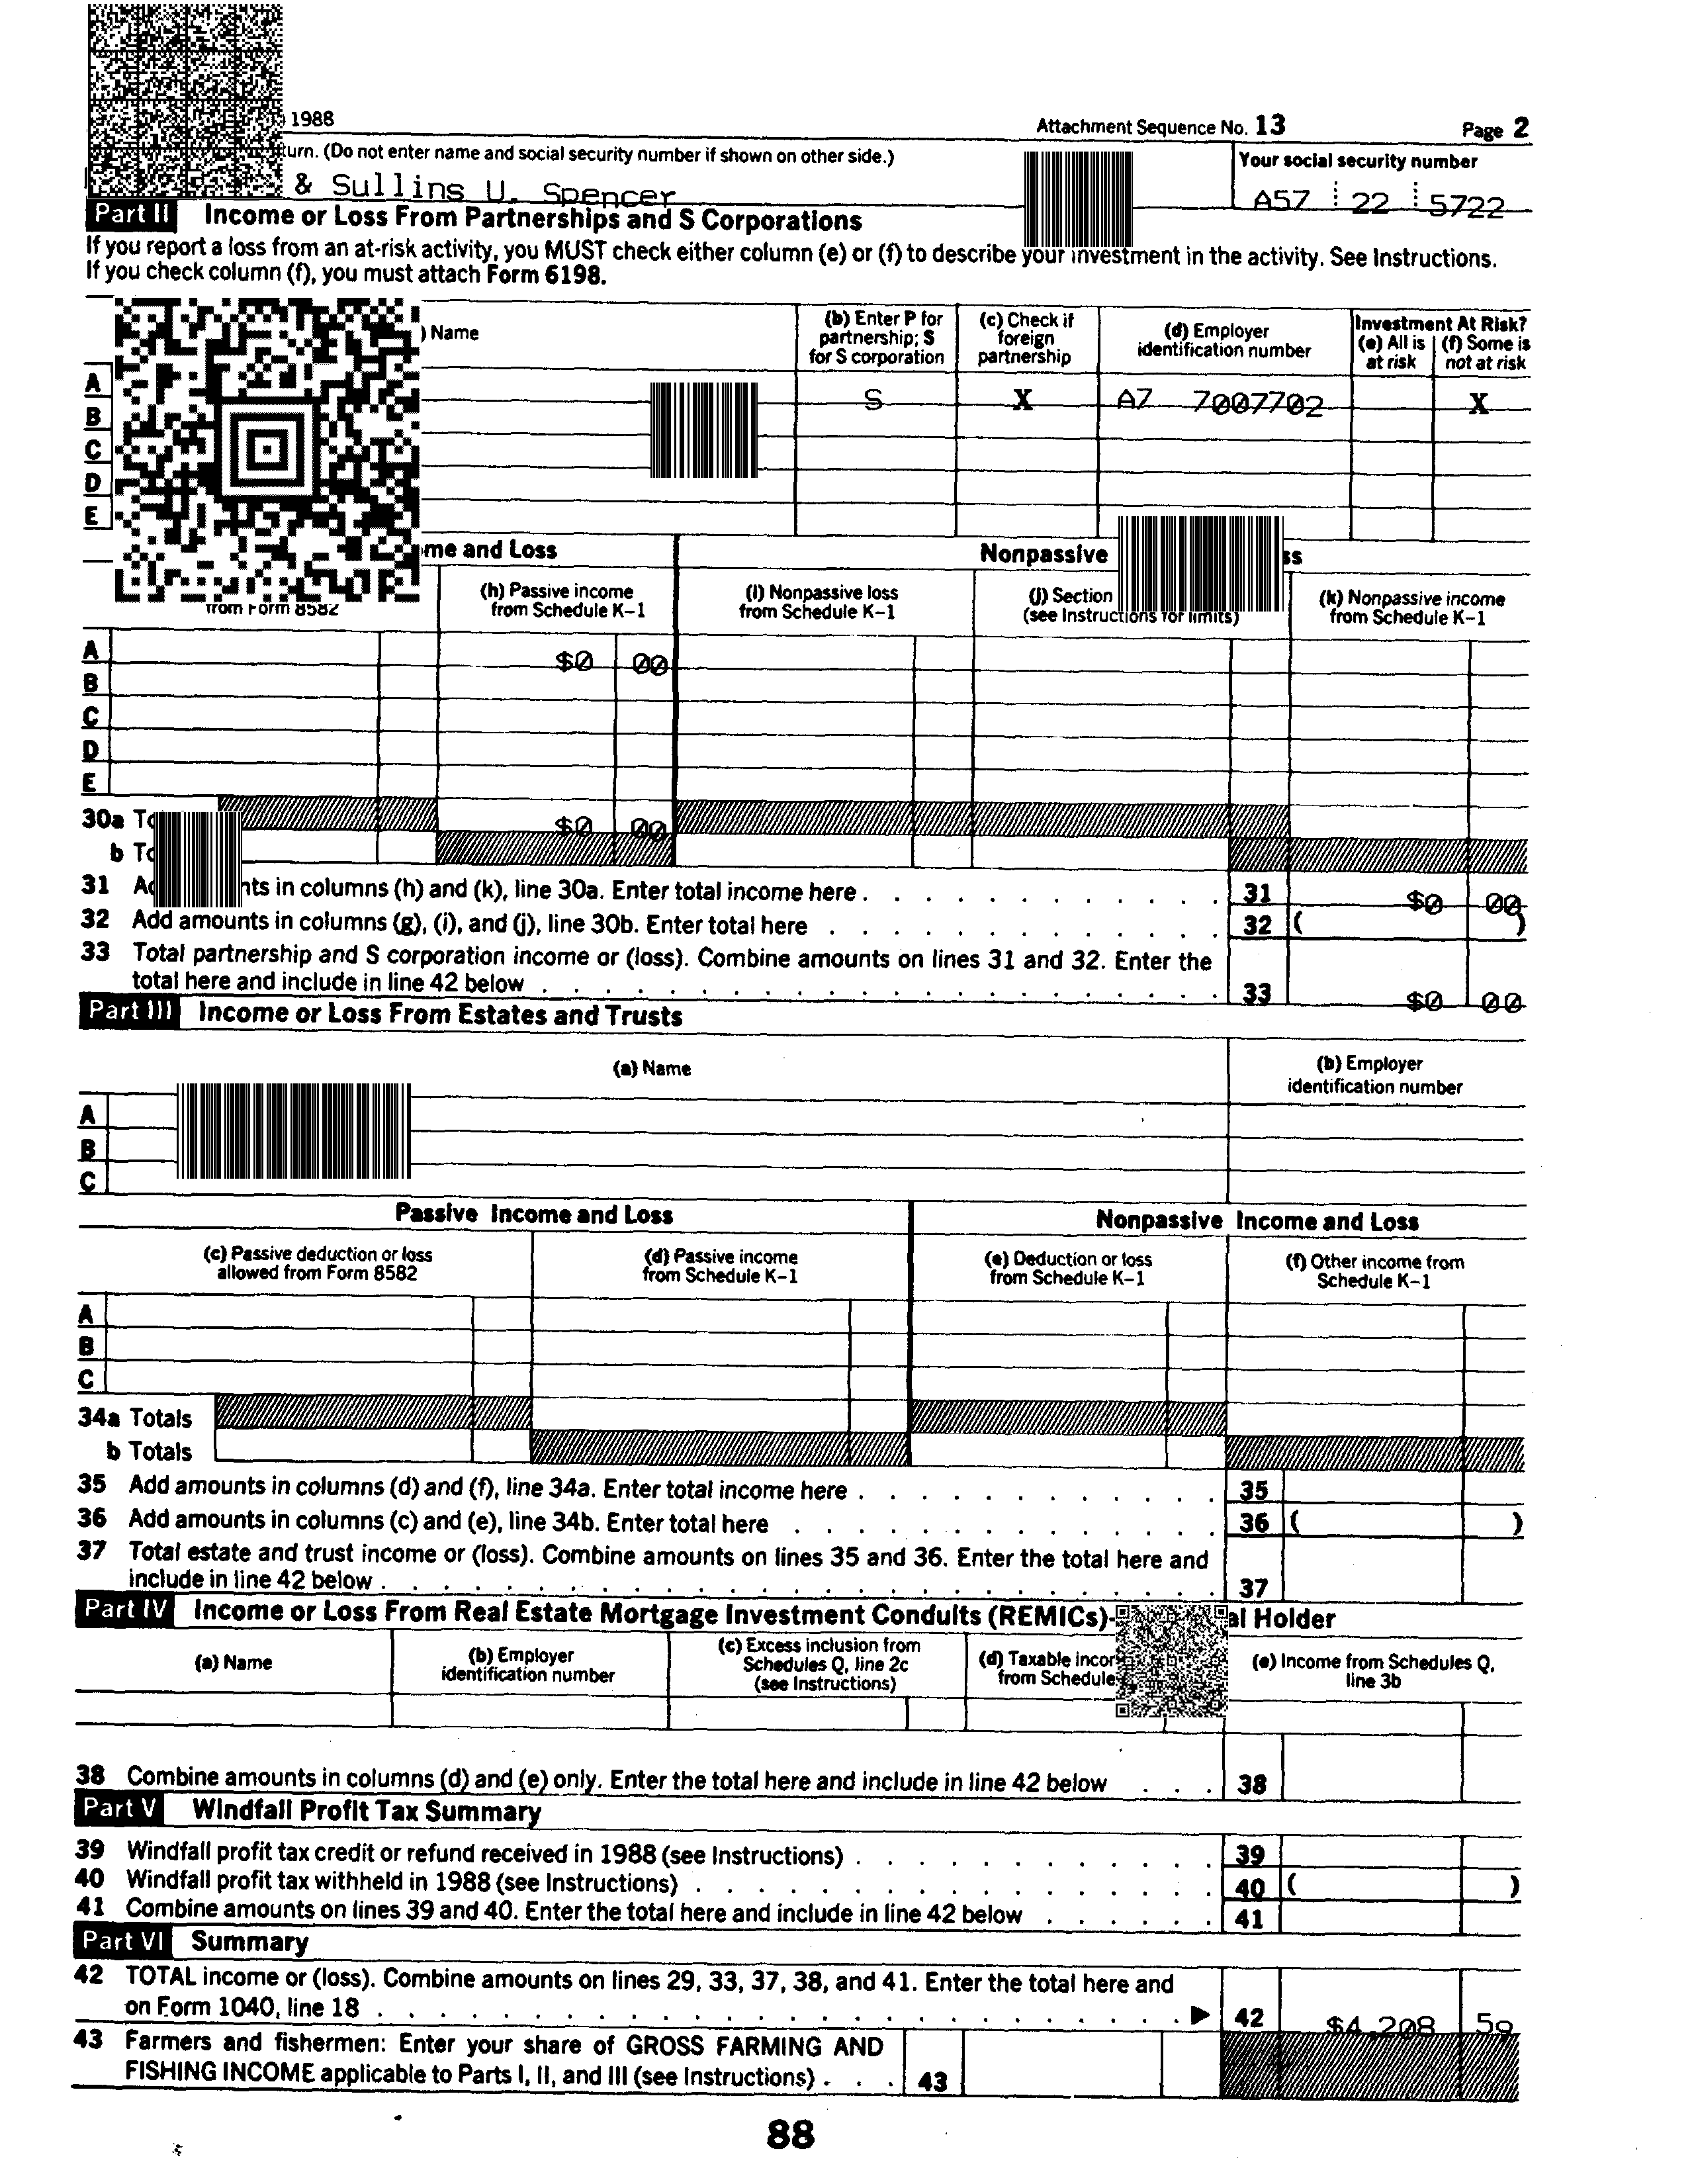 1988 Attachment Sequence No. 13 Page 2
(Do not enter name and social security number if shown on other side.) Your social security number
& Sullins U. Spencer A57 22 5722
Part II Income or Loss From Partnerships and S Corporations
If you report a loss from an at-risk activity, you MUST check either column (e) or (f) to describe your investment in the activity. See Instructions.
If you check column (f), you must attach Form 6198.
Name (b) Enter P for partnership; S for S corporation (c) Check if foreign partnership (d) Employer identification number Investment At Risk? (e) All is at risk (f) Some is not at risk
A S X A7 7007702 X
B
C
D
E
and Loss Nonpassive
from Form 8582 (h) Passive income from Schedule K-1 (i) Nonpassive loss from Schedule K-1 (j) Section (see Instructions for limits) (k) Nonpassive income from Schedule K-1
A $0 00
B
C
D
E
30a $0 00
b
31 in columns (h) and (k), line 30a. Enter total income here . 31 $0 00
32 Add amounts in columns (g), (i), and (j), line 30b. Enter total here 32 ( )
33 Total partnership and S corporation income or (loss). Combine amounts on lines 31 and 32. Enter the
total here and include in line 42 below 33 $0 00
Part III Income or Loss From Estates and Trusts
(a) Name (b) Employer identification number
A
B
C
Passive Income and Loss Nonpassive Income and Loss
(c) Passive deduction or loss allowed from Form 8582 (d) Passive income from Schedule K-1 (e) Deduction or loss from Schedule K-1 (f) Other income from Schedule K-1
A
B
C
34a Totals
b Totals
35 Add amounts in columns (d) and (f), line 34a. Enter total income here . 35
36 Add amounts in columns (c) and (e), line 34b. Enter total here 36 ( )
37 Total estate and trust income or (loss). Combine amounts on lines 35 and 36. Enter the total here and
include in line 42 below . 37
Part IV Income or Loss From Real Estate Mortgage Investment Conduits (REMICs)- Holder
(a) Name (b) Employer identification number (c) Excess inclusion from Schedules Q, line 2c (see Instructions) (d) Taxable from Schedule (e) Income from Schedules Q, line 3b
38 Combine amounts in columns (d) and (e) only. Enter the total here and include in line 42 below 38
Part V Windfall Profit Tax Summary
39 Windfall profit tax credit or refund received in 1988 (see Instructions) . 39
40 Windfall profit tax withheld in 1988 (see Instructions) . 40 ( )
41 Combine amounts on lines 39 and 40. Enter the total here and include in line 42 below 41
Part VI Summary
42 TOTAL income or (loss). Combine amounts on lines 29, 33, 37, 38, and 41. Enter the total here and
on Form 1040, line 18 ▶ 42 $4,208 59
43 Farmers and fishermen: Enter your share of GROSS FARMING AND
FISHING INCOME applicable to Parts I, II, and III (see Instructions) . 43
88